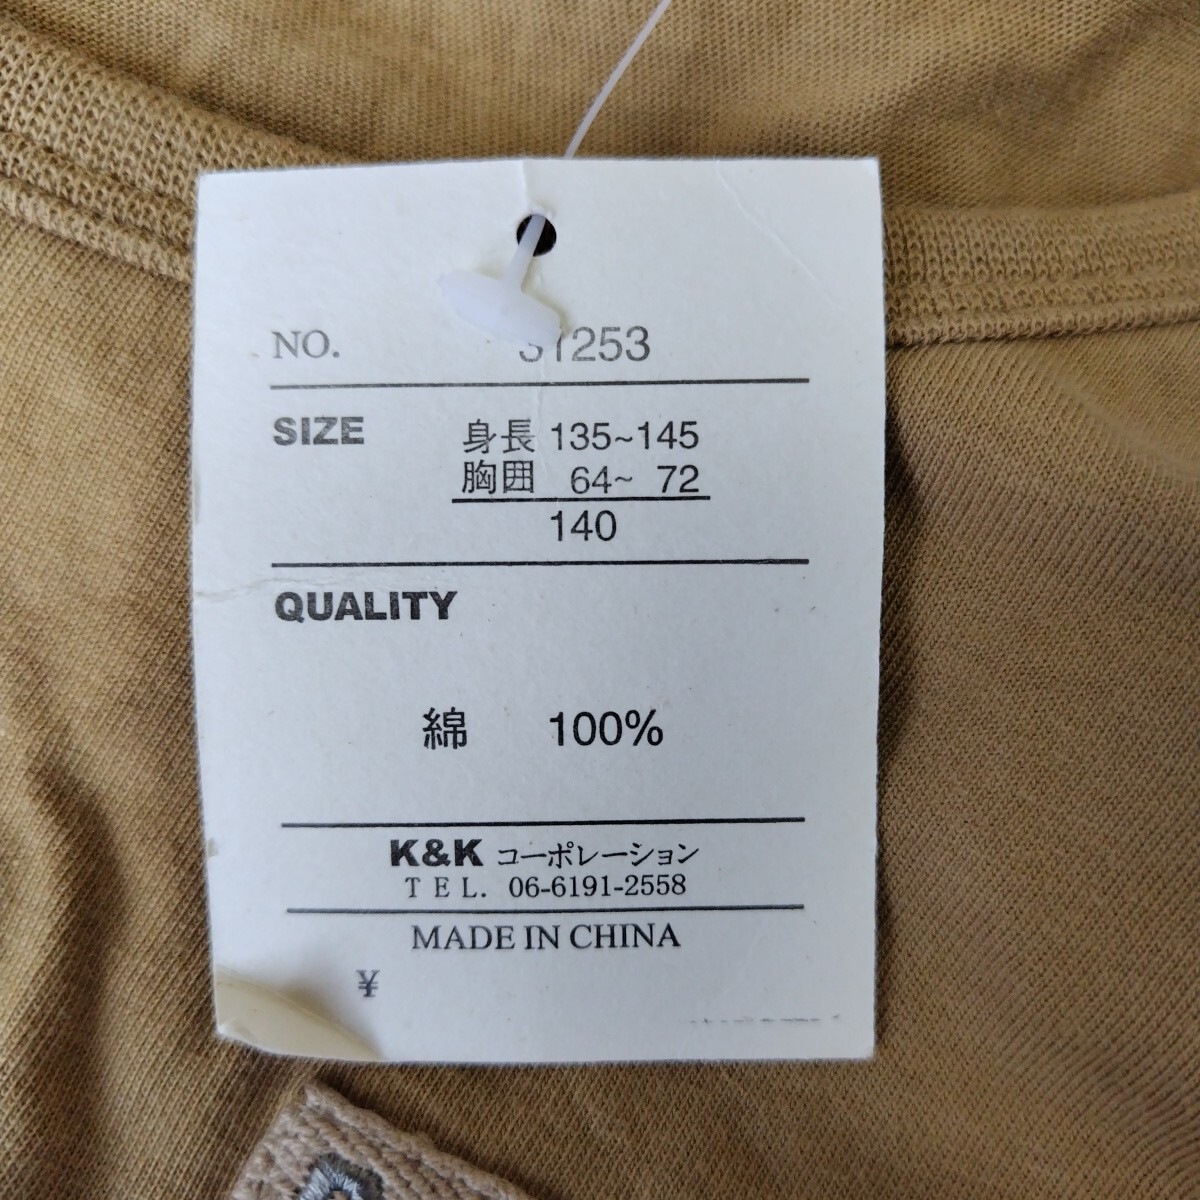 NO. 31253
SIZE 身長 135~145
胸囲 64~ 72
140
QUALITY
綿 100%
K&K コーポレーション
TEL. 06-6191-2558
MADE IN CHINA
¥